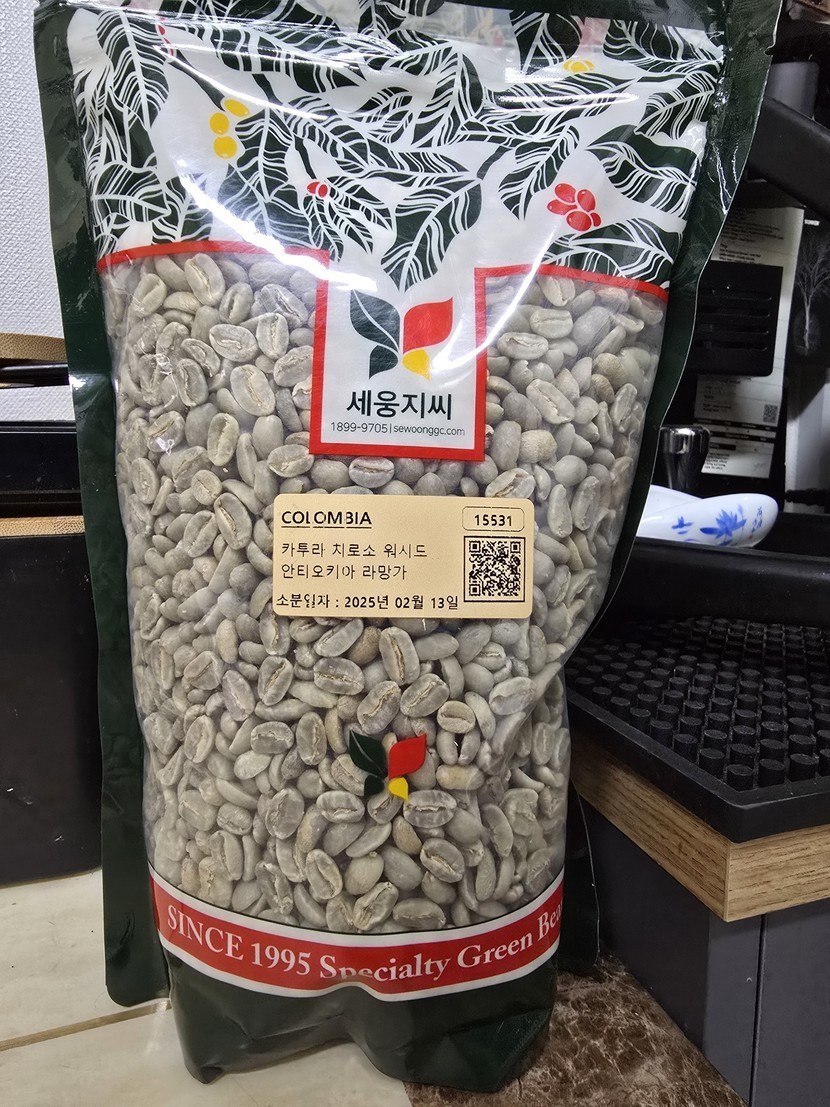 세웅지씨
1899-9705 | sewoonggc.com
COLOMBIA
15531
카투라 치로소 워시드
안티오키아 라망가
소분일자 : 2025년 02월 13일
SINCE 1995 Specialty Green